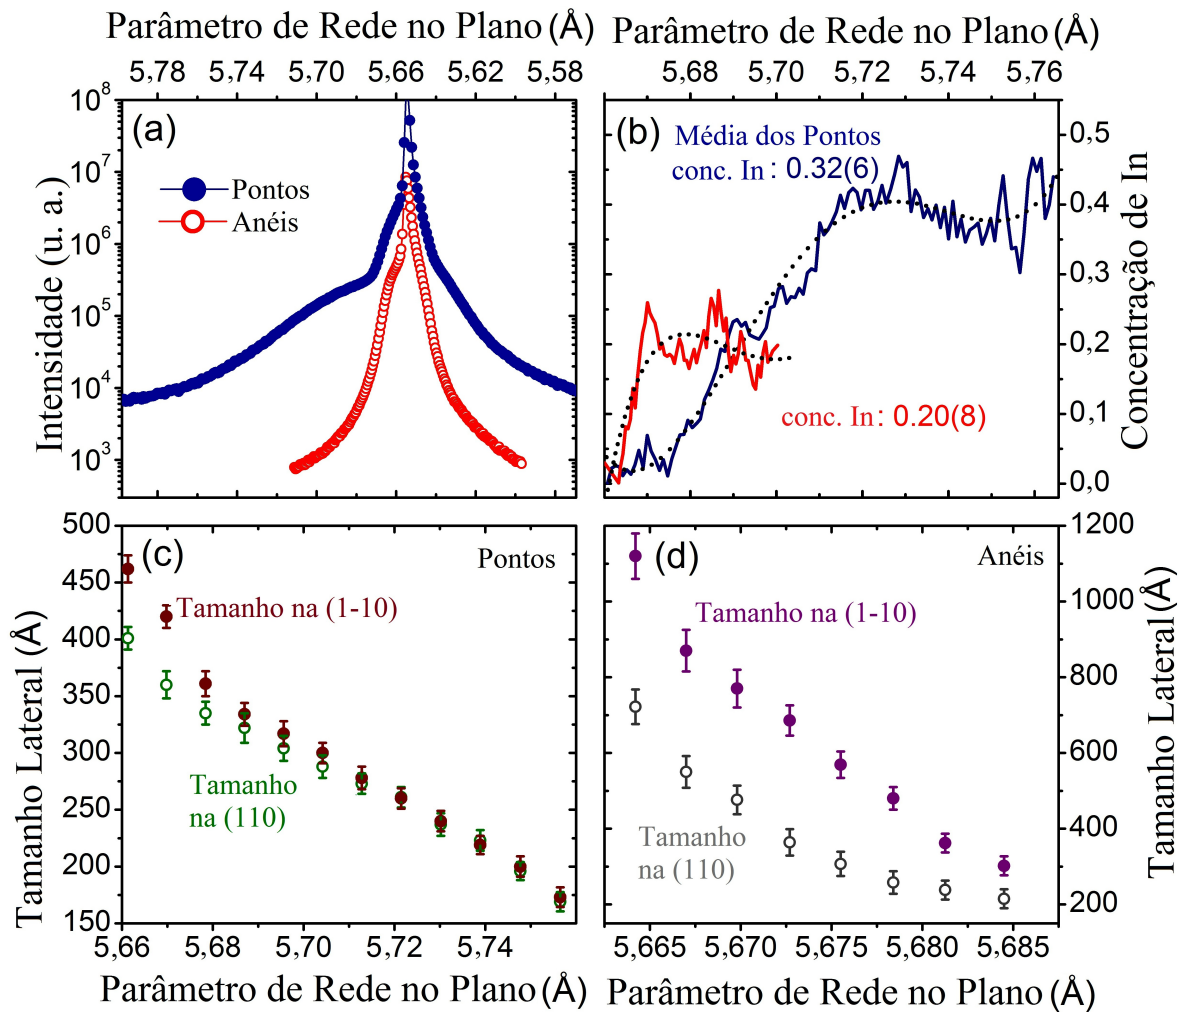 Parâmetro de Rede no Plano (Å)
5,78 5,74 5,70 5,66 5,62 5,58
(a)
Intensidade (u. a.)
10^8
10^7
10^6
10^5
10^4
10^3
Pontos
Anéis
Parâmetro de Rede no Plano (Å)
5,68 5,70 5,72 5,74 5,76
(b)
Média dos Pontos
conc. In : 0.32(6)
conc. In : 0.20(8)
0,5
0,4
0,3
0,2
0,1
0,0
Concentração de In
(c)
Pontos
Tamanho na (1-10)
Tamanho
na (110)
500
450
400
350
300
250
200
150
Tamanho Lateral (Å)
5,66 5,70 5,72 5,74
Parâmetro de Rede no Plano (Å)
(d)
Anéis
Tamanho na (1-10)
Tamanho
na (110)
1200
1000
800
600
400
200
Tamanho Lateral (Å)
5,665 5,670 5,675 5,680 5,685
Parâmetro de Rede no Plano (Å)